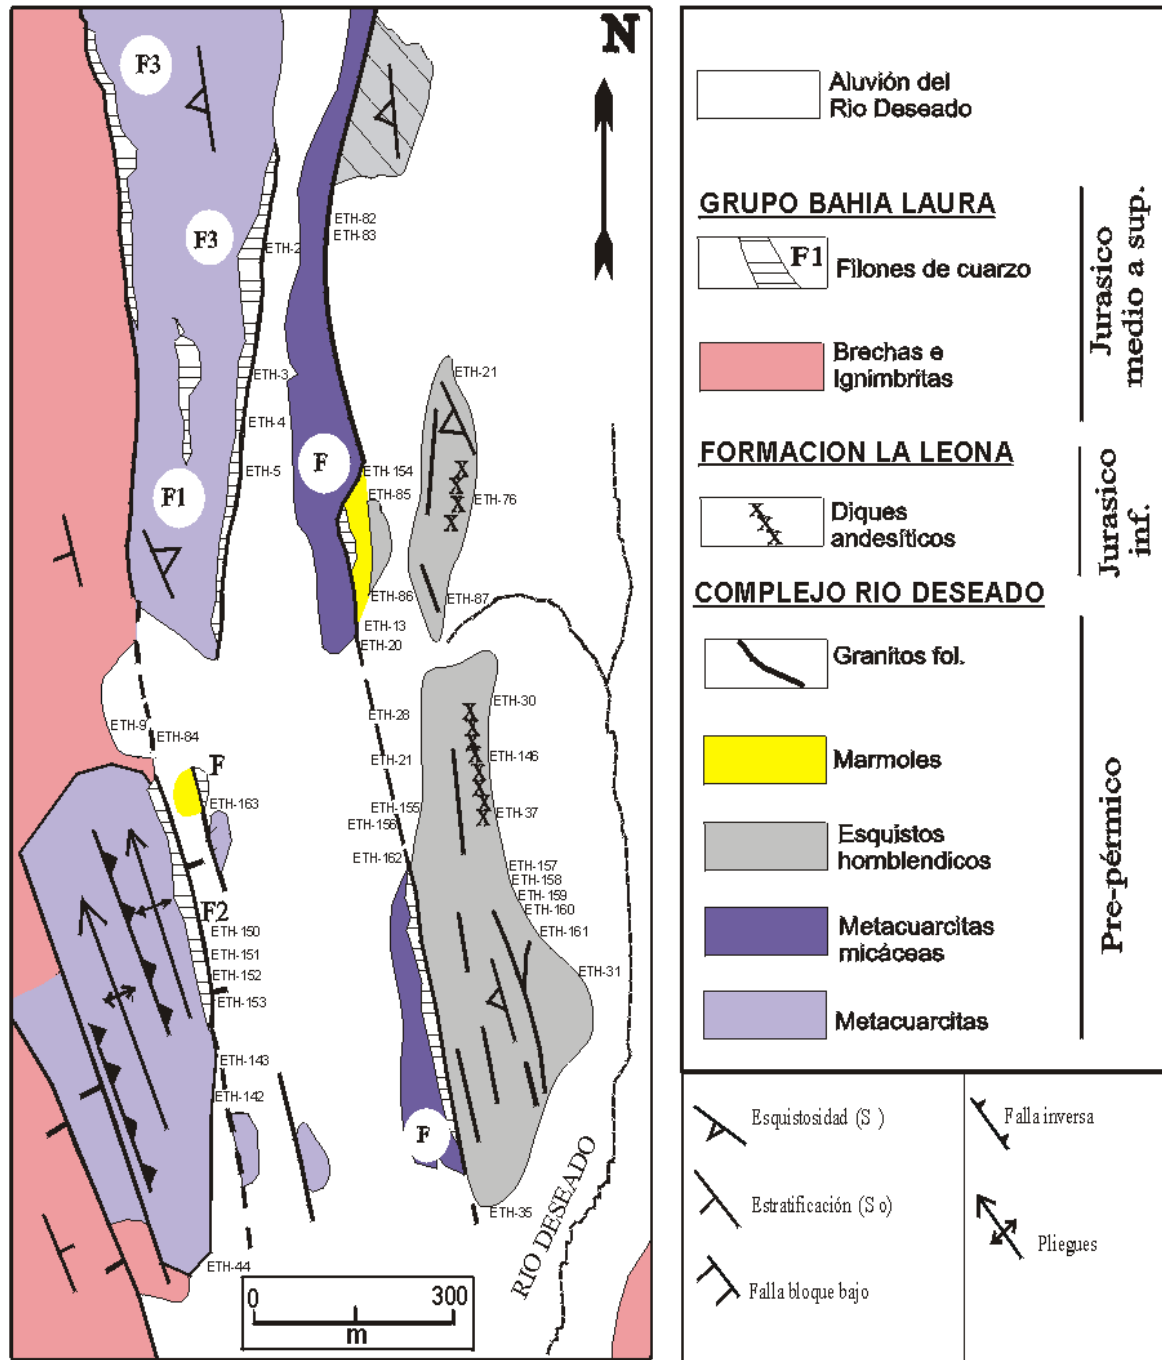 N
F3
ETH-82
ETH-83
F3
ETH-2
ETH-21
ETH-3
ETH-4
F
ETH-154
ETH-5
F1
ETH-85
ETH-76
ETH-86
ETH-87
ETH-13
ETH-20
ETH-30
ETH-9
ETH-28
ETH-84
F
ETH-21
ETH-146
ETH-163
ETH-155
ETH-37
ETH-156
ETH-162
ETH-157
ETH-158
ETH-159
F2
ETH-160
ETH-150
ETH-161
ETH-151
ETH-152
ETH-31
ETH-153
ETH-143
ETH-142
F
ETH-35
ETH-44
RIO DESEADO
0 300
m
Aluvión del
Rio Deseado
GRUPO BAHIA LAURA
F1
Filones de cuarzo
Brechas e
Ignimbritas
Jurasico
medio a sup.
FORMACION LA LEONA
Diques
andesíticos
Jurasico
inf.
COMPLEJO RIO DESEADO
Granitos fol.
Marmoles
Esquistos
hornblendicos
Metacuarcitas
micáceas
Metacuarcitas
Pre-pérmico
Esquistosidad (S )
Estratificación (S o)
Falla bloque bajo
Falla inversa
Pliegues